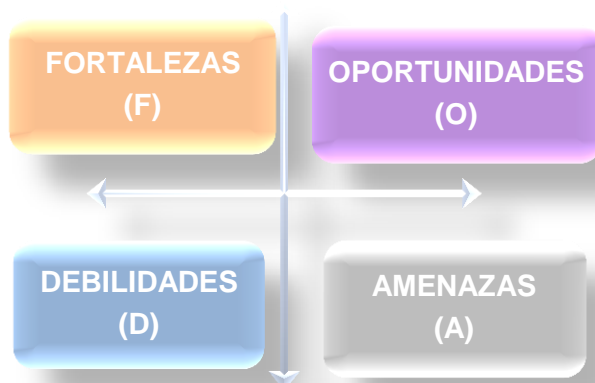 FORTALEZAS
(F)
OPORTUNIDADES
(O)
DEBILIDADES
(D)
AMENAZAS
(A)